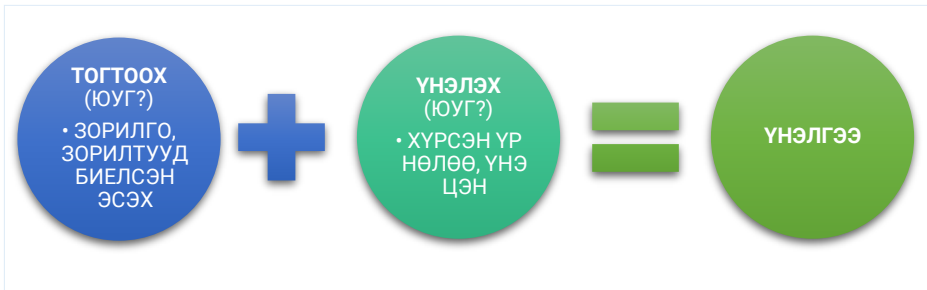 ТОГТООХ
(ЮУГ?)
• ЗОРИЛГО,
ЗОРИЛТУУД
БИЕЛСЭН
ЭСЭХ
ҮНЭЛЭХ
(ЮУГ?)
• ХҮРСЭН ҮР
НӨЛӨӨ, ҮНЭ
ЦЭН
ҮНЭЛГЭЭ